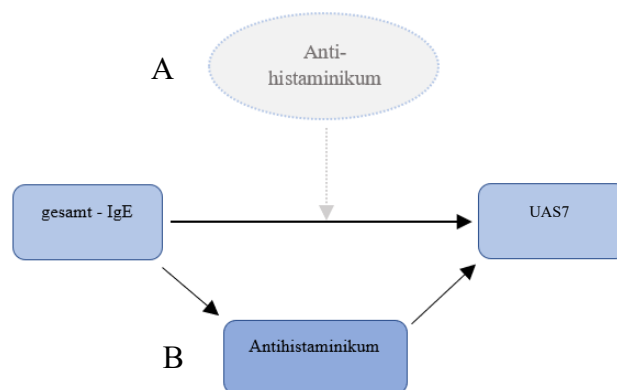 Anti-
histaminikum
A
gesamt - IgE
UAS7
Antihistaminikum
B